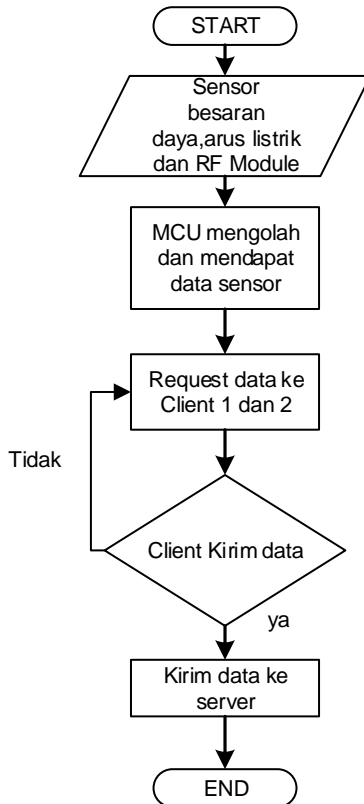 START
Sensor
besaran
daya,arus listrik
dan RF Module
MCU mengolah
dan mendapat
data sensor
Request data ke
Client 1 dan 2
Tidak
Client Kirim data
ya
Kirim data ke
server
END